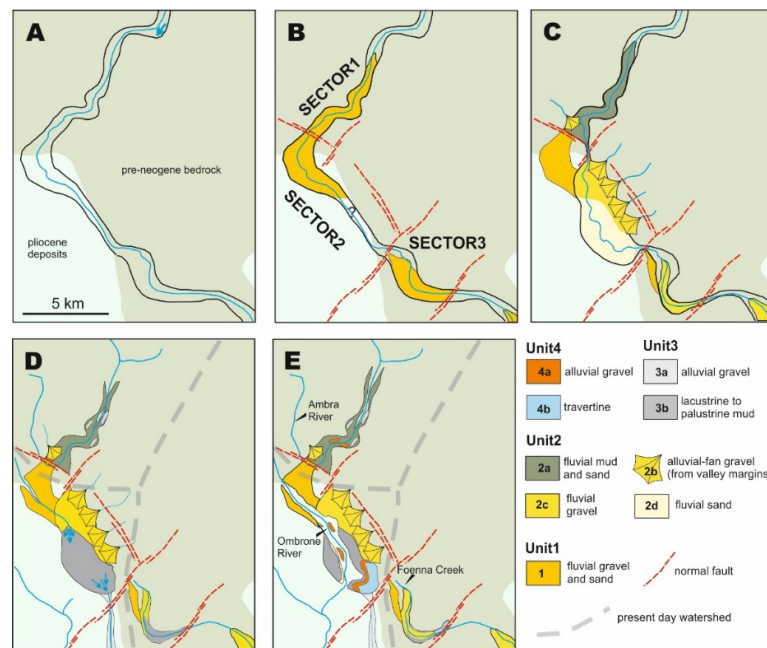 A
pre-neogene bedrock
pliocene
deposits
5 km
B
SECTOR1
SECTOR2
SECTOR3
C
D
E
Ambra
River
Ombrone
River
Foenna Creek
Unit4
4a alluvial gravel
4b travertine
Unit3
3a alluvial gravel
3b lacustrine to
palustrine mud
Unit2
2a fluvial mud
and sand
2b alluvial-fan gravel
(from valley margins)
2c fluvial
gravel
2d fluvial sand
Unit1
1 fluvial gravel
and sand
normal fault
present day watershed